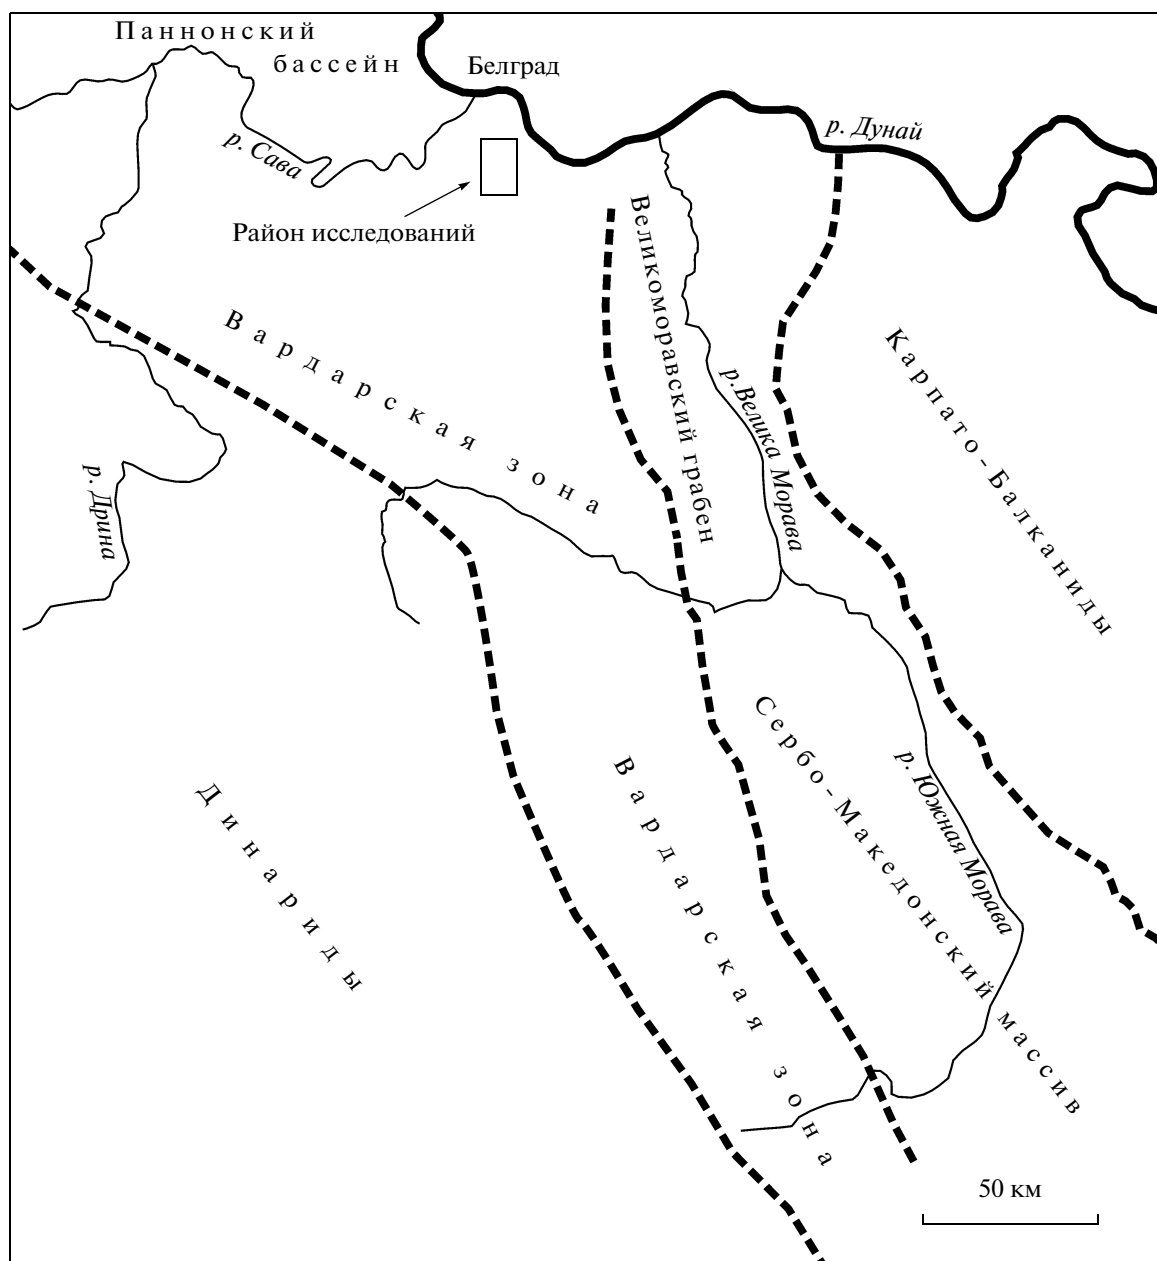 Паннонский
бассейн
Белград
р. Дунай
р. Сава
Район исследований
Великоморавский грабен
Вардарская зона
р.Велика Морава
Карпато-Балканиды
р. Дрина
Сербо-Македонский массив
р. Южная Морава
Вардарская зона
Динариды
50 км